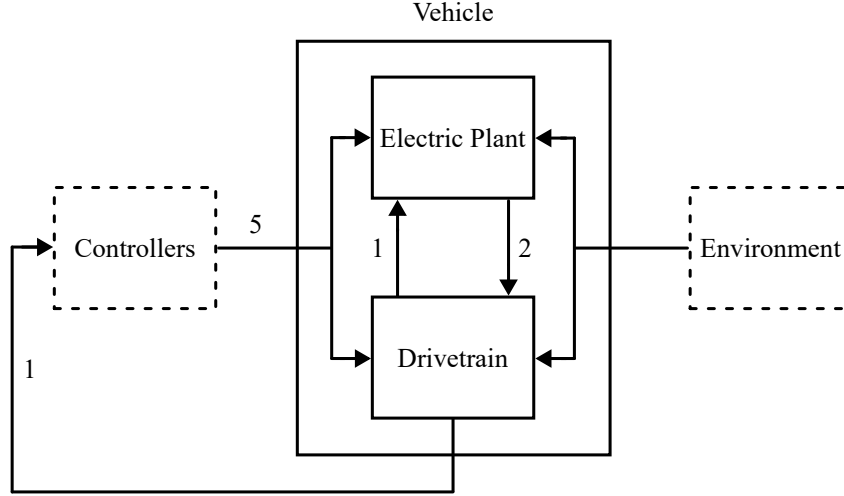 Vehicle
Electric Plant
Controllers
5
1
2
Environment
Drivetrain
1